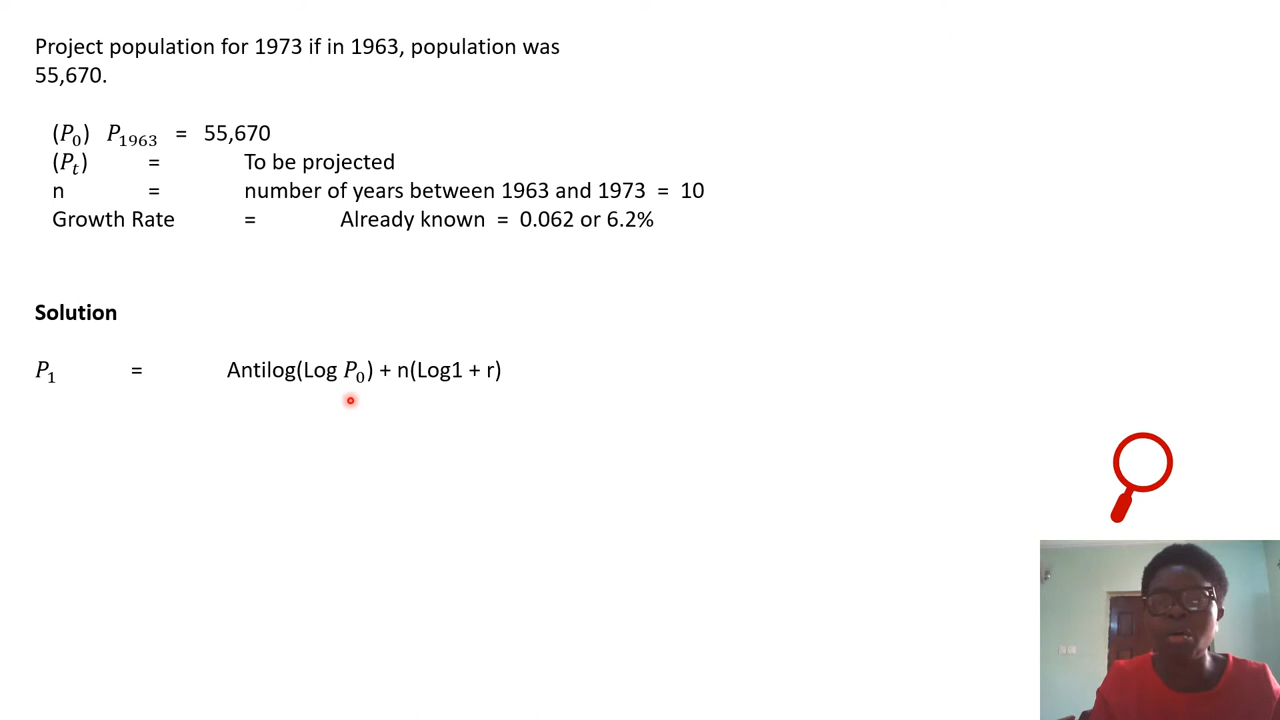 Project population for 1973 if in 1963, population was
55,670.
(P₀) P₁₉₆₃ = 55,670
(Pₜ) = To be projected
n = number of years between 1963 and 1973 = 10
Growth Rate = Already known = 0.062 or 6.2%
Solution
P₁ = Antilog(Log P₀) + n(Log1 + r)